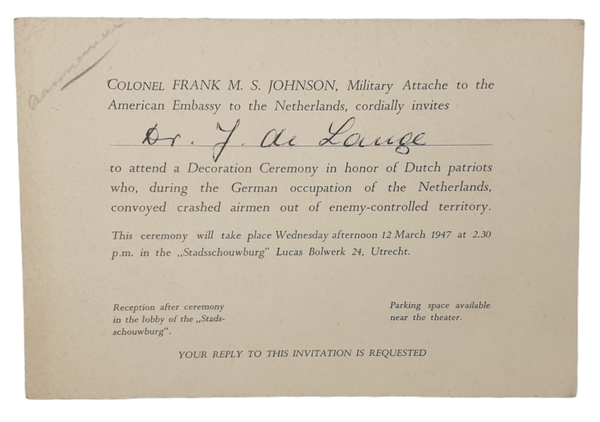 COLONEL FRANK M. S. JOHNSON, Military Attache to the
American Embassy to the Netherlands, cordially invites
Dr. J. de Lange
to attend a Decoration Ceremony in honor of Dutch patriots
who, during the German occupation of the Netherlands,
convoyed crashed airmen out of enemy-controlled territory.
This ceremony will take place Wednesday afternoon 12 March 1947 at 2.30
p.m. in the „Stadsschouwburg" Lucas Bolwerk 24, Utrecht.
Reception after ceremony
in the lobby of the „Stads-
schouwburg".
Parking space available
near the theater.
YOUR REPLY TO THIS INVITATION IS REQUESTED